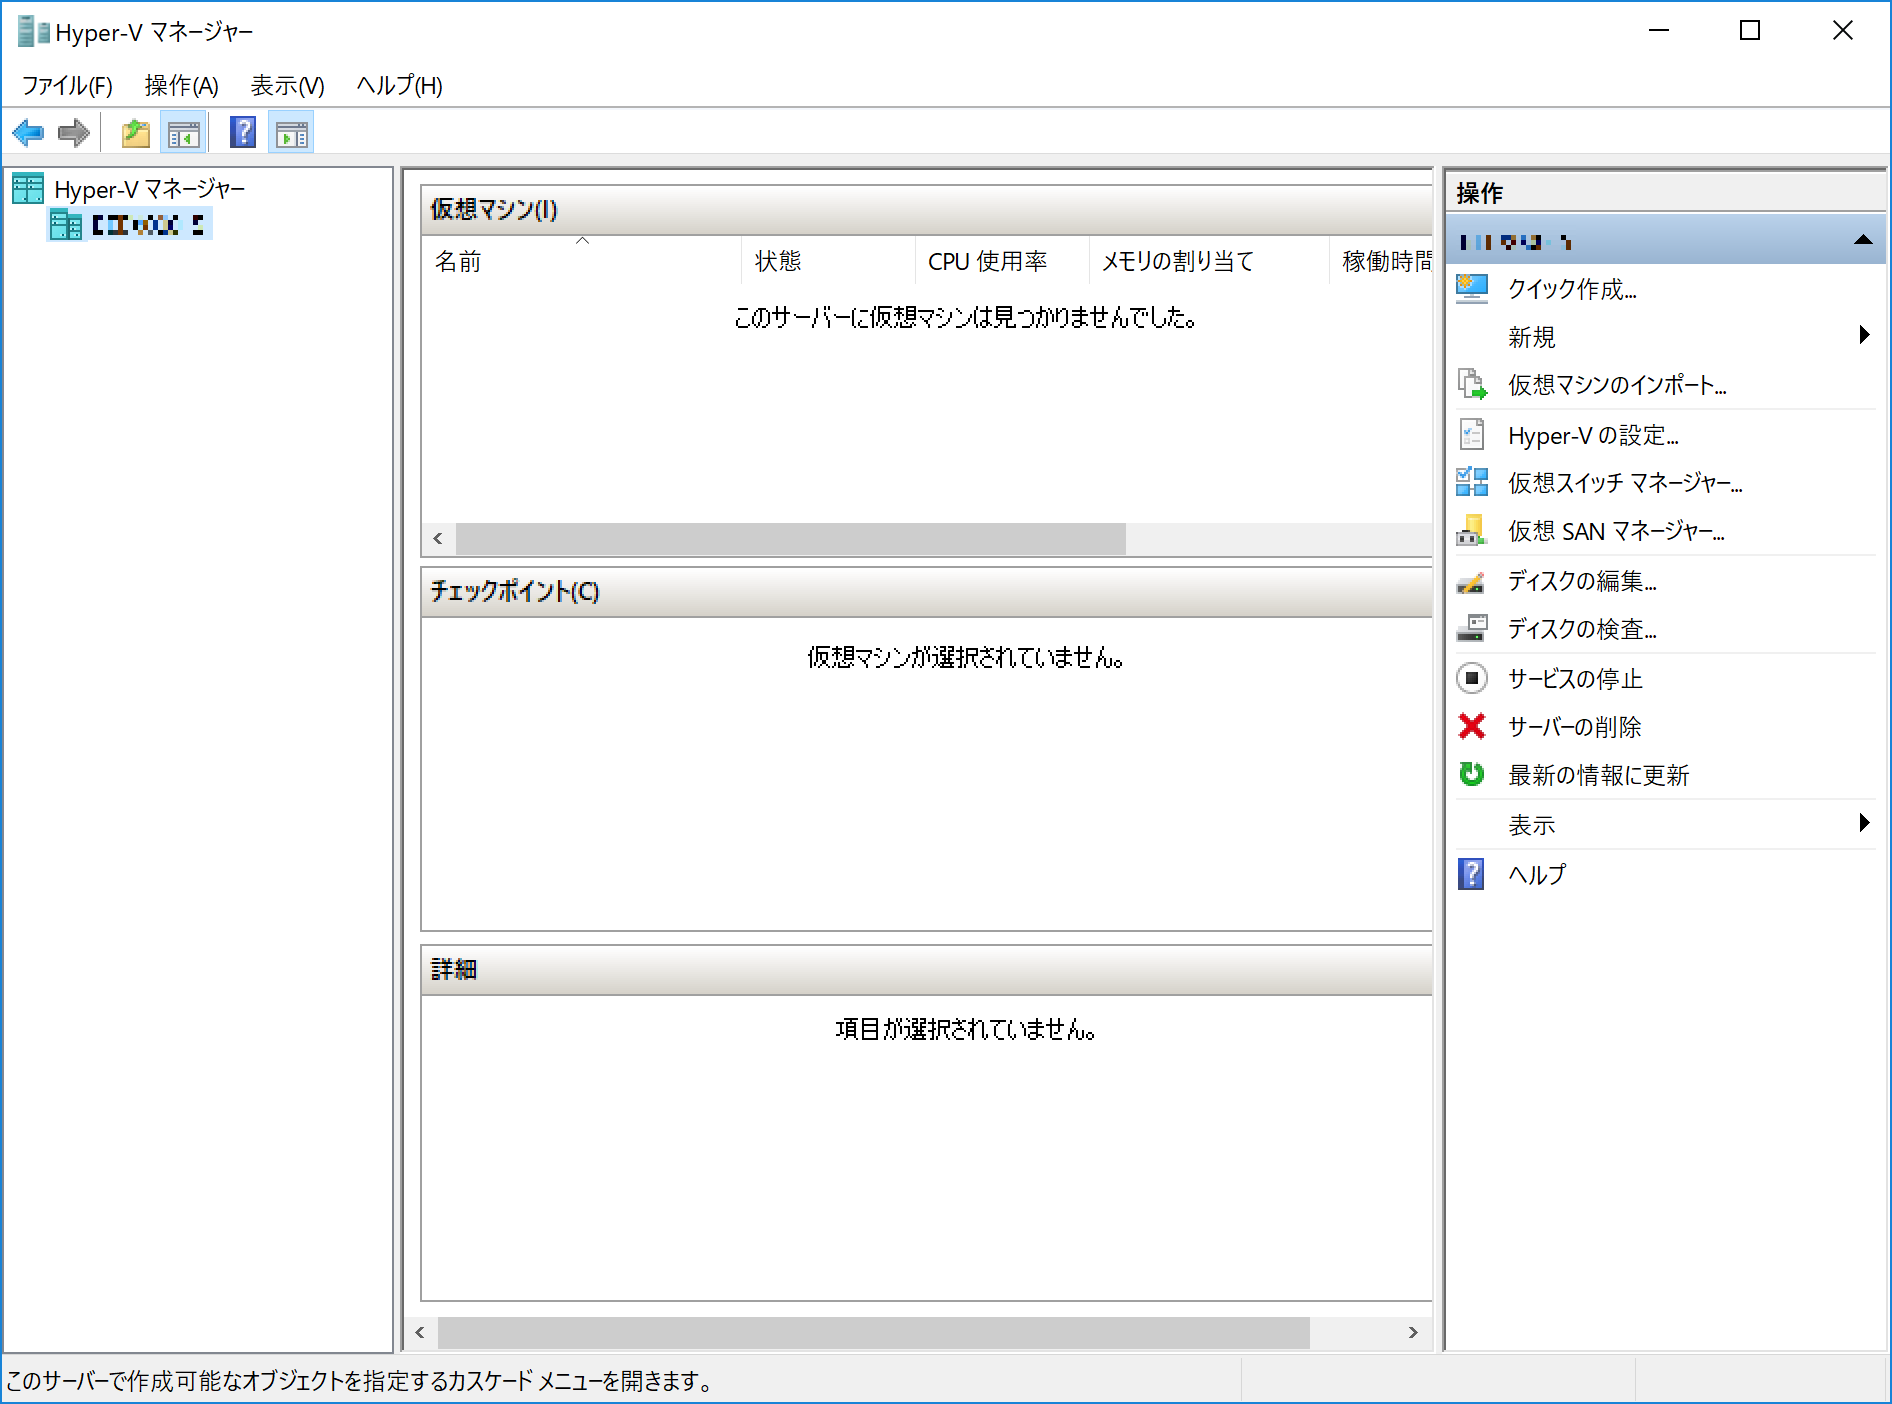 Hyper-V マネージャー
ファイル(F) 操作(A) 表示(V) ヘルプ(H)
Hyper-V マネージャー
仮想マシン(I)
名前 状態 CPU 使用率 メモリの割り当て 稼働時間
このサーバーに仮想マシンは見つかりませんでした。
チェックポイント(C)
仮想マシンが選択されていません。
詳細
項目が選択されていません。
操作
クイック作成...
新規
仮想マシンのインポート...
Hyper-V の設定...
仮想スイッチ マネージャー...
仮想 SAN マネージャー...
ディスクの編集...
ディスクの検査...
サービスの停止
サーバーの削除
最新の情報に更新
表示
ヘルプ
このサーバーで作成可能なオブジェクトを指定するカスケード メニューを開きます。